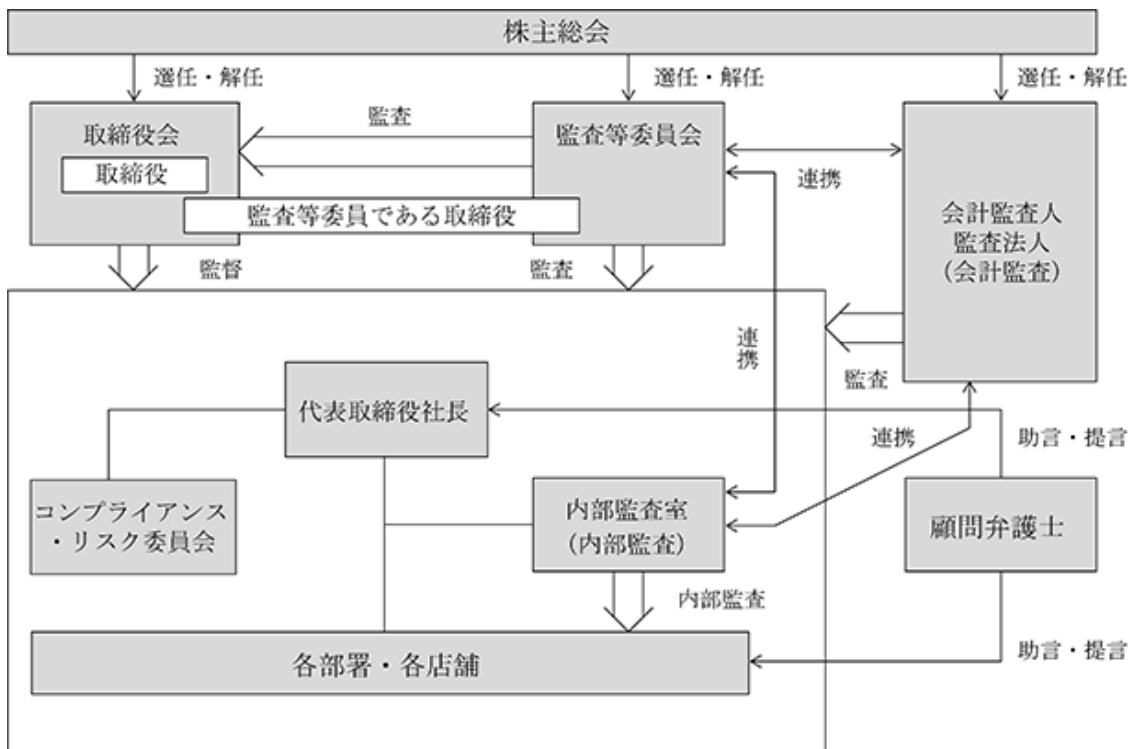 株主総会
選任・解任
選任・解任
選任・解任
取締役会
取締役
監査
監査等委員会
監査等委員である取締役
連携
会計監査人
監査法人
(会計監査)
監督
監査
連携
監査
代表取締役社長
連携
助言・提言
コンプライアンス
・リスク委員会
内部監査室
(内部監査)
顧問弁護士
内部監査
各部署・各店舗
助言・提言